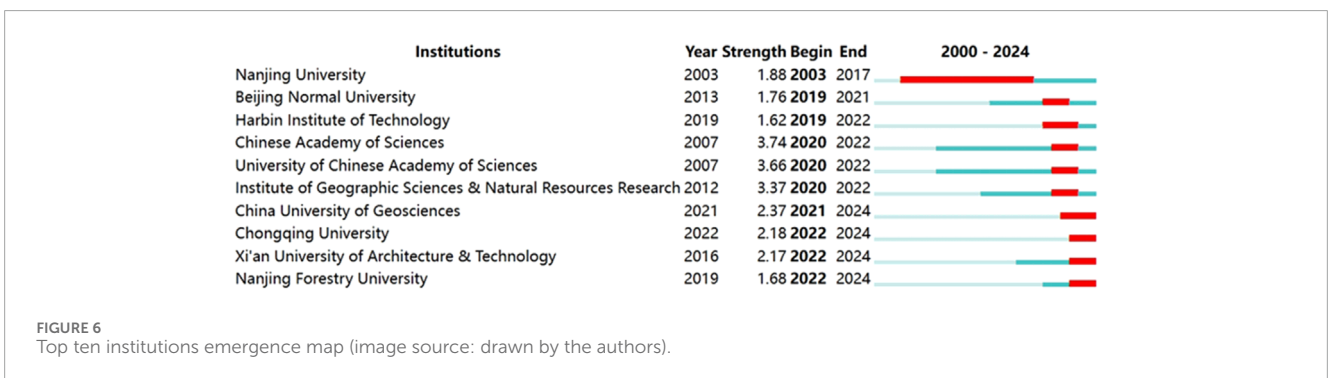 Institutions Year Strength Begin End 2000 - 2024
Nanjing University 2003 1.88 2003 2017
Beijing Normal University 2013 1.76 2019 2021
Harbin Institute of Technology 2019 1.62 2019 2022
Chinese Academy of Sciences 2007 3.74 2020 2022
University of Chinese Academy of Sciences 2007 3.66 2020 2022
Institute of Geographic Sciences & Natural Resources Research 2012 3.37 2020 2022
China University of Geosciences 2021 2.37 2021 2024
Chongqing University 2022 2.18 2022 2024
Xi'an University of Architecture & Technology 2016 2.17 2022 2024
Nanjing Forestry University 2019 1.68 2022 2024
FIGURE 6
Top ten institutions emergence map (image source: drawn by the authors).